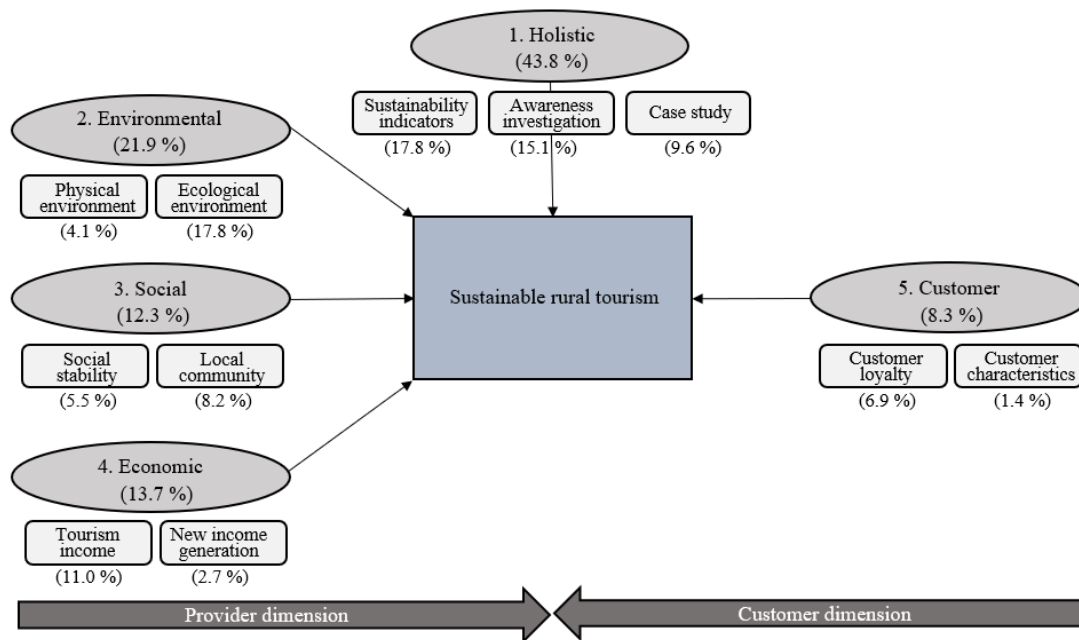 1. Holistic
(43.8 %)
Sustainability
indicators
(17.8 %)
Awareness
investigation
(15.1 %)
Case study
(9.6 %)
2. Environmental
(21.9 %)
Physical
environment
(4.1 %)
Ecological
environment
(17.8 %)
3. Social
(12.3 %)
Social
stability
(5.5 %)
Local
community
(8.2 %)
4. Economic
(13.7 %)
Tourism
income
(11.0 %)
New income
generation
(2.7 %)
Sustainable rural tourism
5. Customer
(8.3 %)
Customer
loyalty
(6.9 %)
Customer
characteristics
(1.4 %)
Provider dimension
Customer dimension